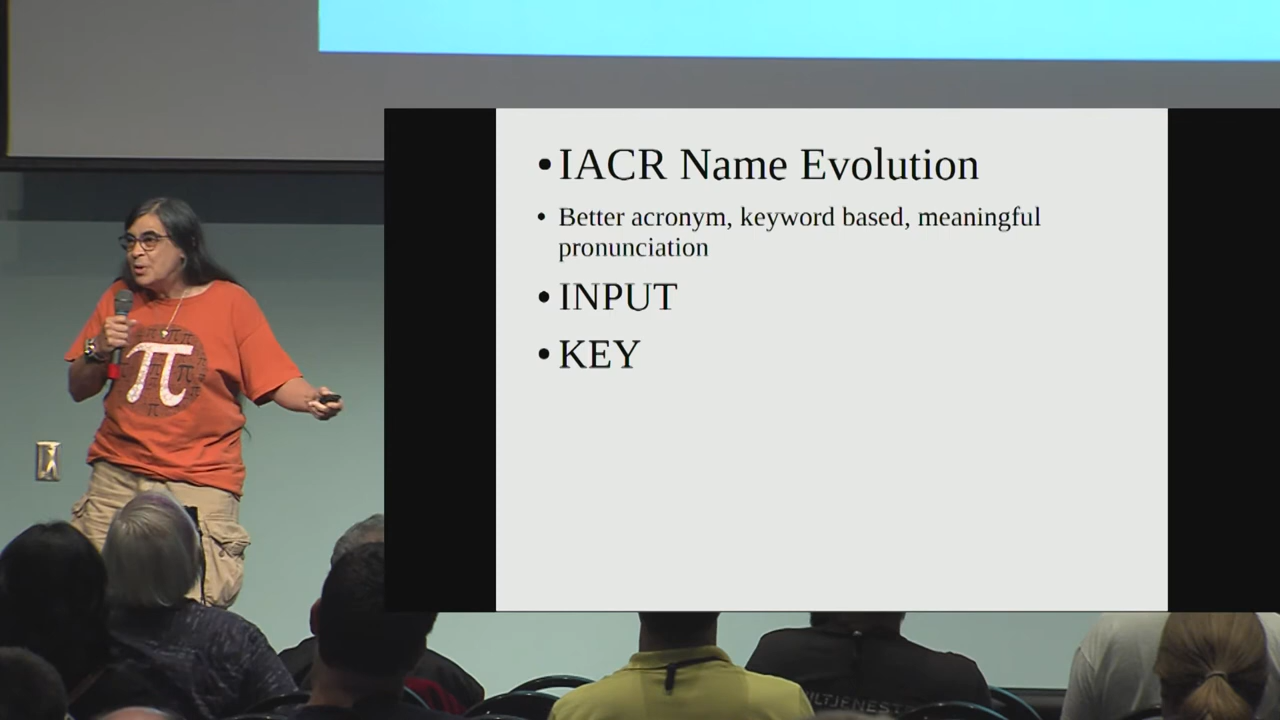 •IACR Name Evolution
• Better acronym, keyword based, meaningful
pronunciation
• INPUT
• KEY
π